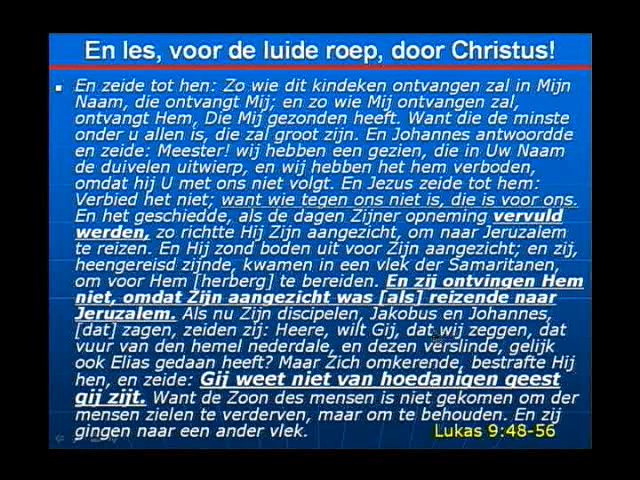 En les, voor de luide roep, door Christus!
En zeide tot hen: Zo wie dit kindeken ontvangen zal in Mijn
Naam, die ontvangt Mij; en zo wie Mij ontvangen zal,
ontvangt Hem, Die Mij gezonden heeft. Want die de minste
onder u allen is, die zal groot zijn. En Johannes antwoordde
en zeide: Meester! wij hebben een gezien, die in Uw Naam
de duivelen uitwierp, en wij hebben het hem verboden,
omdat hij U met ons niet volgt. En Jezus zeide tot hem:
Verbied het niet; want wie tegen ons niet is, die is voor ons.
En het geschiedde, als de dagen Zijner opneming vervuld
werden, zo richtte Hij Zijn aangezicht, om naar Jeruzalem
te reizen. En Hij zond boden uit voor Zijn aangezicht; en zij,
heengereisd zijnde, kwamen in een vlek der Samaritanen,
om voor Hem [herberg] te bereiden. En zij ontvingen Hem
niet, omdat Zijn aangezicht was [als] reizende naar
Jeruzalem. Als nu Zijn discipelen, Jakobus en Johannes,
[dat] zagen, zeiden zij: Heere, wilt Gij, dat wij zeggen, dat
vuur van den hemel nederdale, en dezen verslinde, gelijk
ook Elias gedaan heeft? Maar Zich omkerende, bestrafte Hij
hen, en zeide: Gij weet niet van hoedanigen geest
gij zijt. Want de Zoon des mensen is niet gekomen om der
mensen zielen te verderven, maar om te behouden. En zij
gingen naar een ander vlek.
Lukas 9:48-56